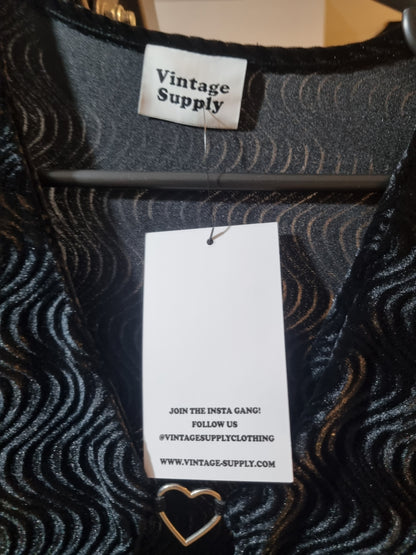 Vintage
Supply
JOIN THE INSTA GANG!
FOLLOW US
@VINTAGESUPPLYCLOTHING
WWW.VINTAGE-SUPPLY.COM